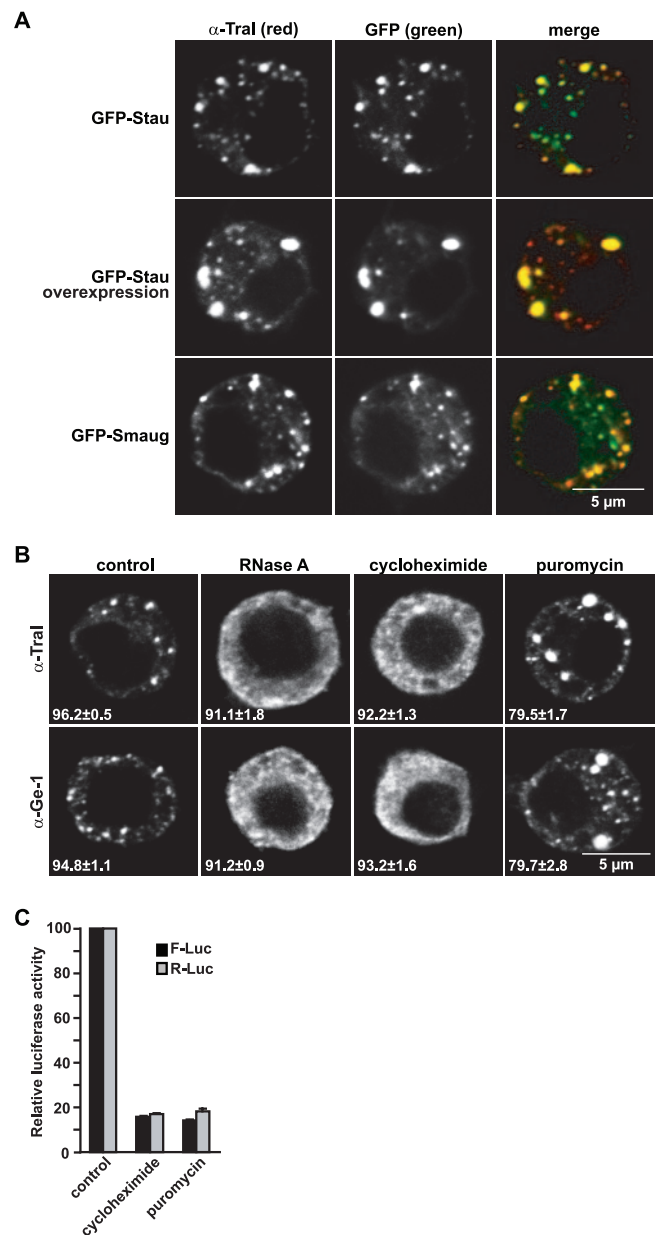 A
α-Tral (red) GFP (green) merge
GFP-Stau
GFP-Stau
overexpression
GFP-Smaug
5 µm
B
control RNase A cycloheximide puromycin
α-Tral
96.2±0.5 91.1±1.8 92.2±1.3 79.5±1.7
α-Ge-1
94.8±1.1 91.2±0.9 93.2±1.6 79.7±2.8
5 µm
C
Relative luciferase activity
100
80
60
40
20
0
F-Luc
R-Luc
control
cycloheximide
puromycin